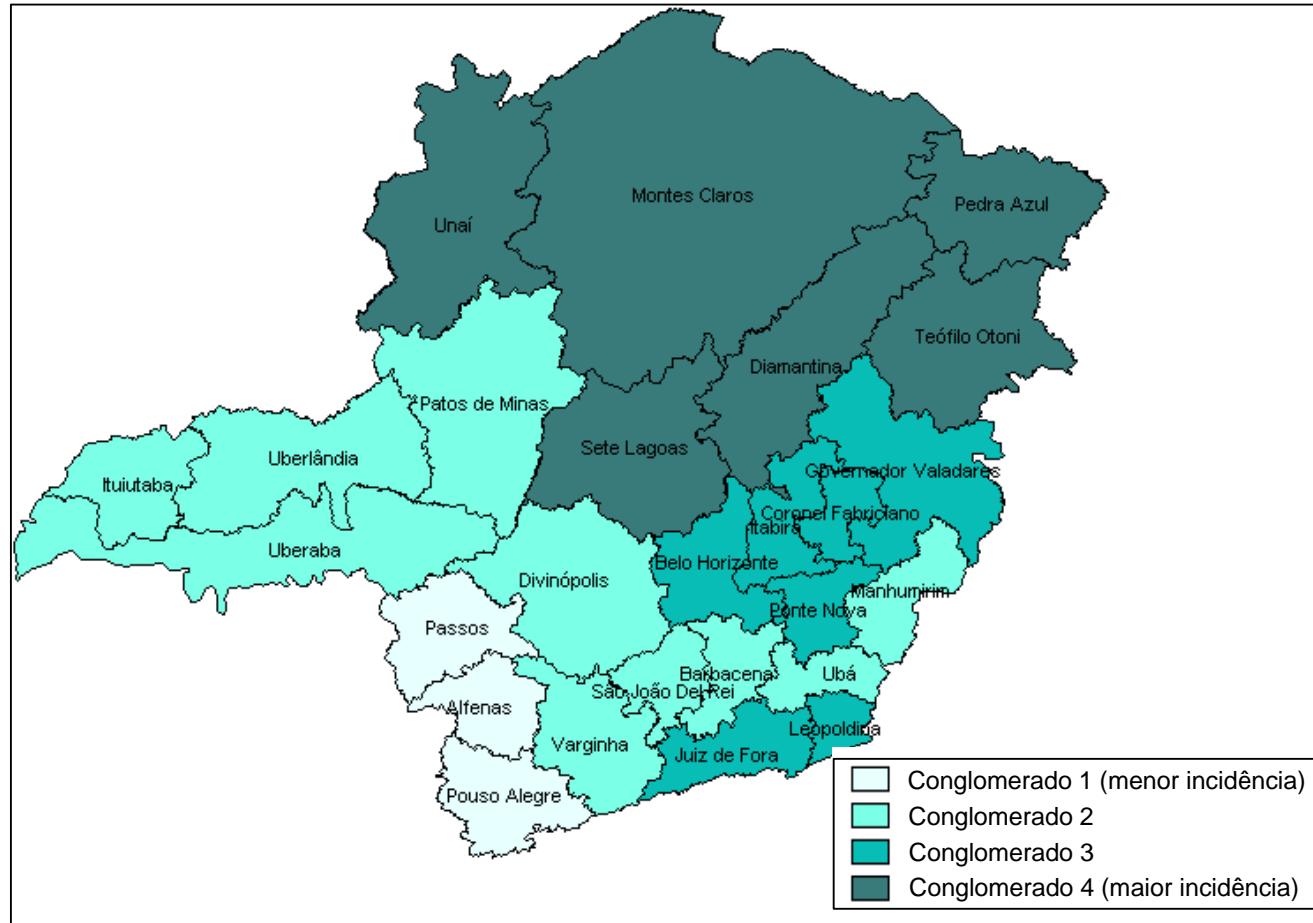 Montes Claros
Pedra Azul
Unaí
Teófilo Otoni
Diamantina
*Patos de Minas
Sete Lagoas
Uberlândia
Governador Valadares
Ituiutaba
Coronel Fabriciano
Itabira
Uberaba
Belo Horizonte
Divinópolis
Manhumirim
Ponte Nova
Passos
Barbacena
Ubá
São João Del Rei
Alfenas
Leopoldina
Varginha
Juiz de Fora
Pouso Alegre
Conglomerado 1 (menor incidência)
Conglomerado 2
Conglomerado 3
Conglomerado 4 (maior incidência)